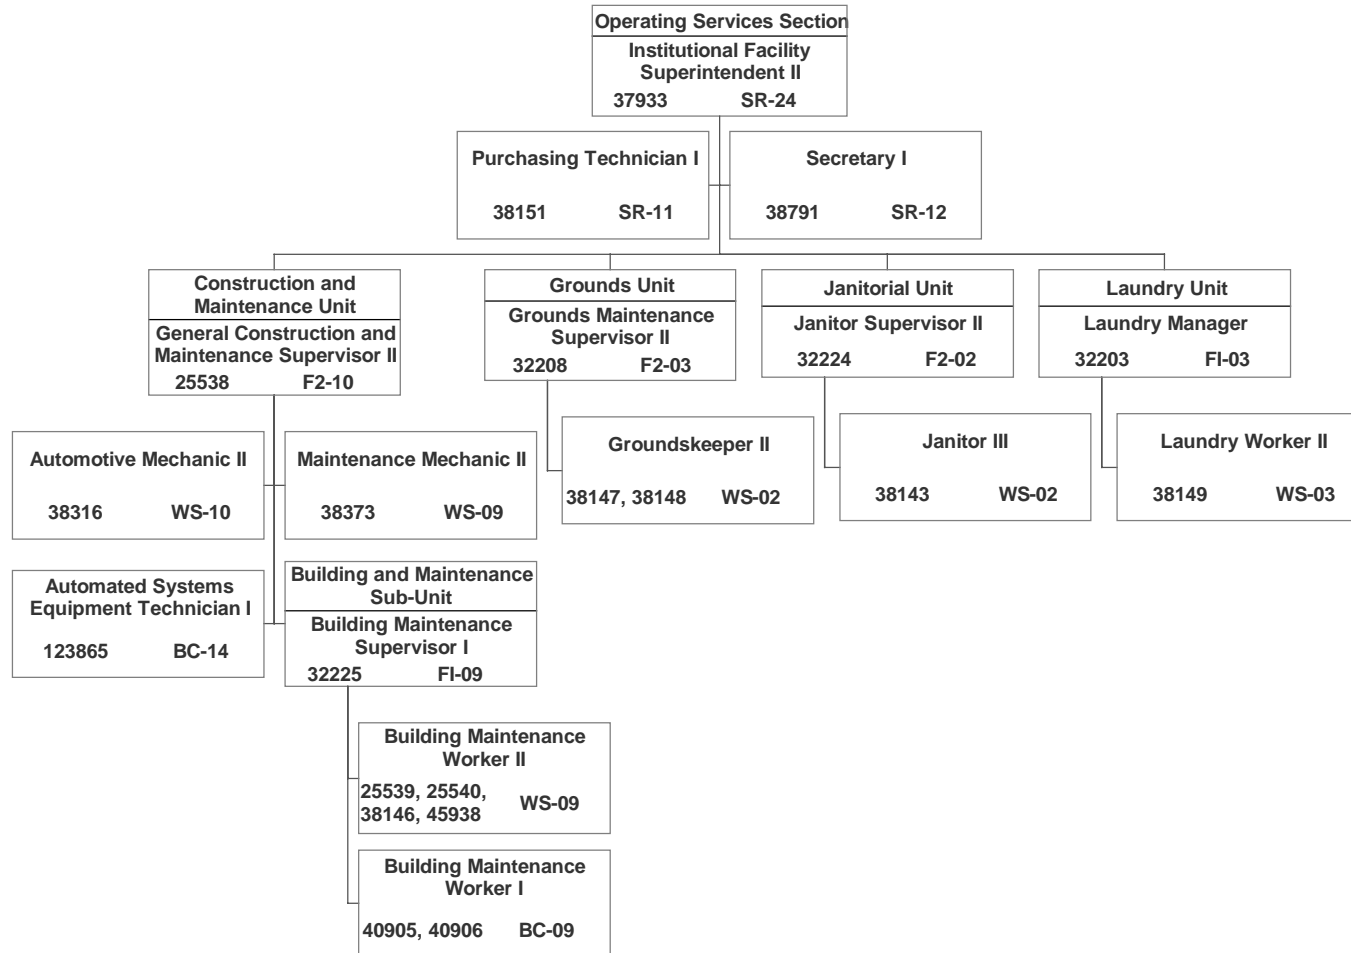 Operating Services Section
Institutional Facility
Superintendent II
37933 SR-24
Purchasing Technician I
38151 SR-11
Secretary I
38791 SR-12
Construction and
Maintenance Unit
General Construction and
Maintenance Supervisor II
25538 F2-10
Grounds Unit
Grounds Maintenance
Supervisor II
32208 F2-03
Janitorial Unit
Janitor Supervisor II
32224 F2-02
Laundry Unit
Laundry Manager
32203 FI-03
Automotive Mechanic II
38316 WS-10
Maintenance Mechanic II
38373 WS-09
Groundskeeper II
38147, 38148 WS-02
Janitor III
38143 WS-02
Laundry Worker II
38149 WS-03
Automated Systems
Equipment Technician I
123865 BC-14
Building and Maintenance
Sub-Unit
Building Maintenance
Supervisor I
32225 FI-09
Building Maintenance
Worker II
25539, 25540,
38146, 45938 WS-09
Building Maintenance
Worker I
40905, 40906 BC-09